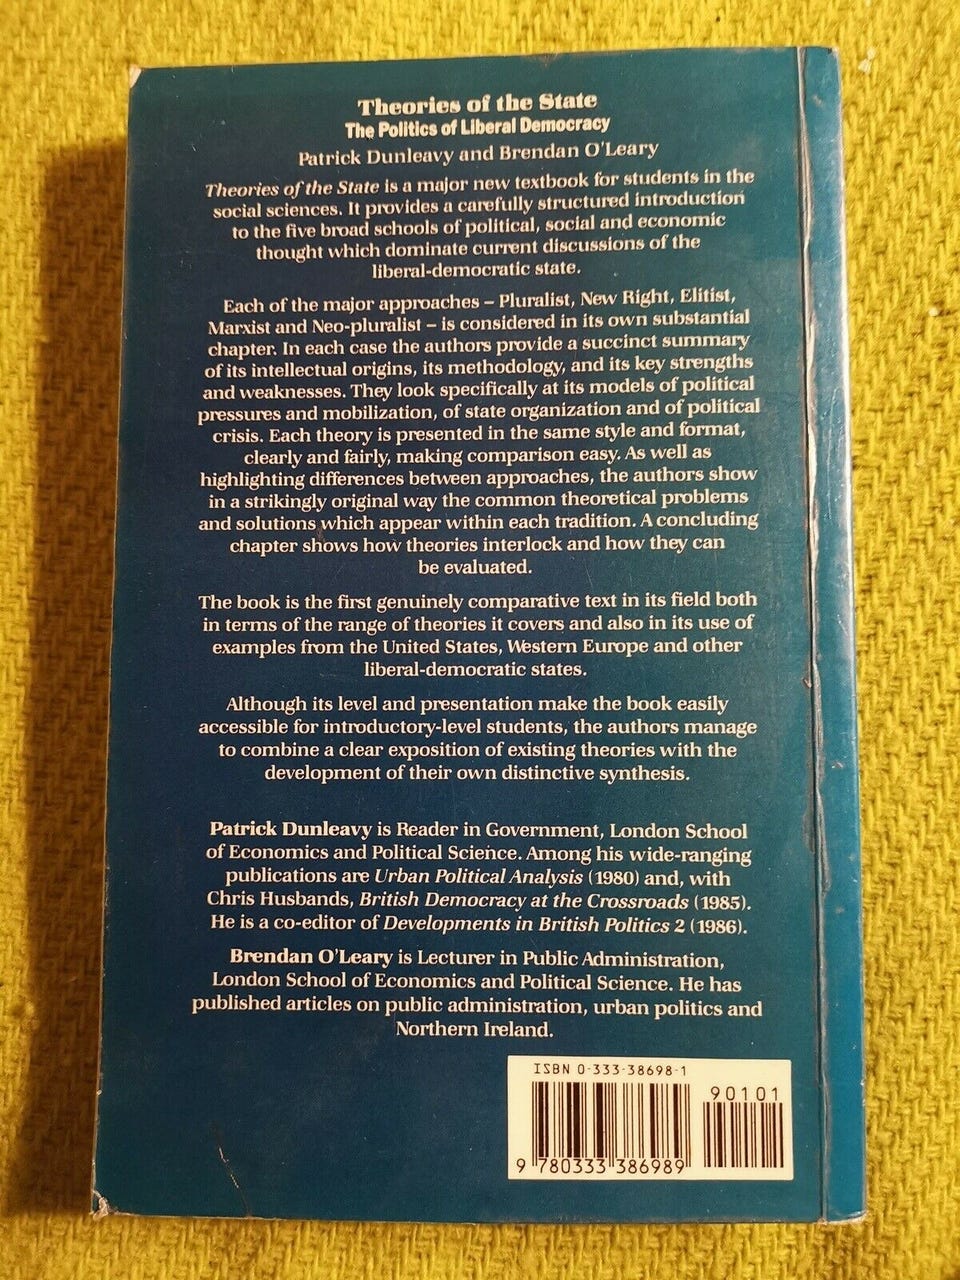 Theories of the State
The Politics of Liberal Democracy
Patrick Dunleavy and Brendan O'Leary
Theories of the State is a major new textbook for students in the
social sciences. It provides a carefully structured introduction
to the five broad schools of political, social and economic
thought which dominate current discussions of the
liberal-democratic state.
Each of the major approaches – Pluralist, New Right, Elitist,
Marxist and Neo-pluralist – is considered in its own substantial
chapter. In each case the authors provide a succinct summary
of its intellectual origins, its methodology, and its key strengths
and weaknesses. They look specifically at its models of political
pressures and mobilization, of state organization and of political
crisis. Each theory is presented in the same style and format,
clearly and fairly, making comparison easy. As well as
highlighting differences between approaches, the authors show
in a strikingly original way the common theoretical problems
and solutions which appear within each tradition. A concluding
chapter shows how theories interlock and how they can
be evaluated.
The book is the first genuinely comparative text in its field both
in terms of the range of theories it covers and also in its use of
examples from the United States, Western Europe and other
liberal-democratic states.
Although its level and presentation make the book easily
accessible for introductory-level students, the authors manage
to combine a clear exposition of existing theories with the
development of their own distinctive synthesis.
Patrick Dunleavy is Reader in Government, London School
of Economics and Political Science. Among his wide-ranging
publications are Urban Political Analysis (1980) and, with
Chris Husbands, British Democracy at the Crossroads (1985).
He is a co-editor of Developments in British Politics 2 (1986).
Brendan O'Leary is Lecturer in Public Administration,
London School of Economics and Political Science. He has
published articles on public administration, urban politics and
Northern Ireland.
ISBN 0-333-38698-1
90101
9 780333 386989